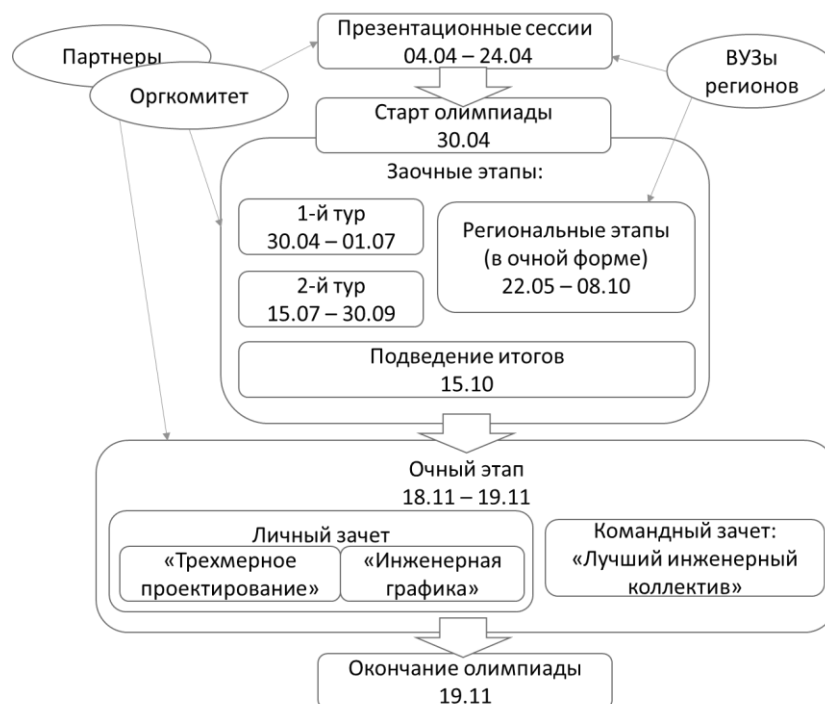 Презентационные сессии
04.04 – 24.04
Партнеры
Оргкомитет
ВУЗы
регионов
Старт олимпиады
30.04
Заочные этапы:
1-й тур
30.04 – 01.07
Региональные этапы
(в очной форме)
22.05 – 08.10
2-й тур
15.07 – 30.09
Подведение итогов
15.10
Очный этап
18.11 – 19.11
Личный зачет
«Трехмерное
проектирование»
«Инженерная
графика»
Командный зачет:
«Лучший инженерный
коллектив»
Окончание олимпиады
19.11